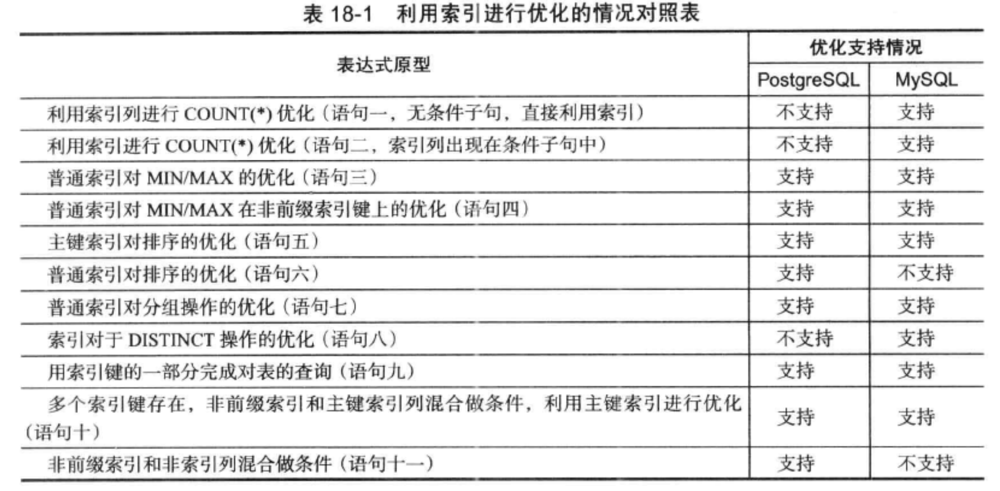 表 18-1 利用索引进行优化的情况对照表
表达式原型
优化支持情况
PostgreSQL MySQL
利用索引列进行 COUNT(*) 优化（语句一，无条件子句，直接利用索引） 不支持 支持
利用索引进行 COUNT(*) 优化（语句二，索引列出现在条件子句中） 不支持 支持
普通索引对 MIN/MAX 的优化（语句三） 支持 支持
普通索引对 MIN/MAX 在非前缀索引键上的优化（语句四） 支持 支持
主键索引对排序的优化（语句五） 支持 支持
普通索引对排序的优化（语句六） 支持 不支持
普通索引对分组操作的优化（语句七） 支持 支持
索引对于 DISTINCT 操作的优化（语句八） 不支持 支持
用索引键的一部分完成对表的查询（语句九） 支持 支持
多个索引键存在，非前缀索引和主键索引列混合做条件，利用主键索引进行优化
（语句十） 支持 支持
非前缀索引和非索引列混合做条件（语句十一） 支持 不支持